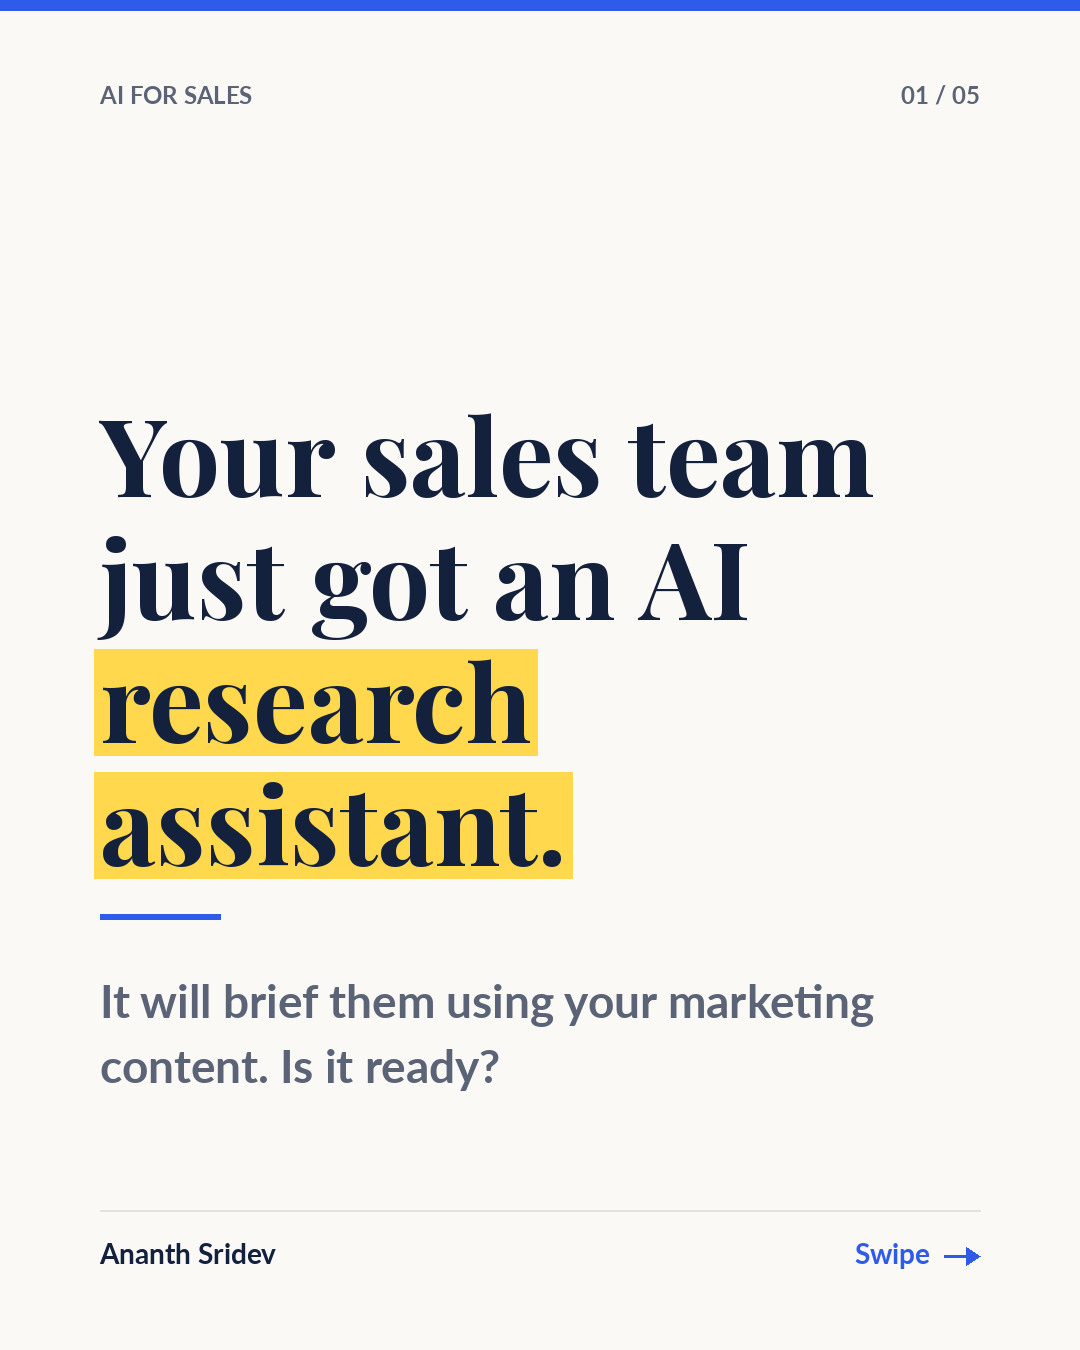 AI FOR SALES
01 / 05
Your sales team
just got an AI
research
assistant.
It will brief them using your marketing
content. Is it ready?
Ananth Sridev
Swipe